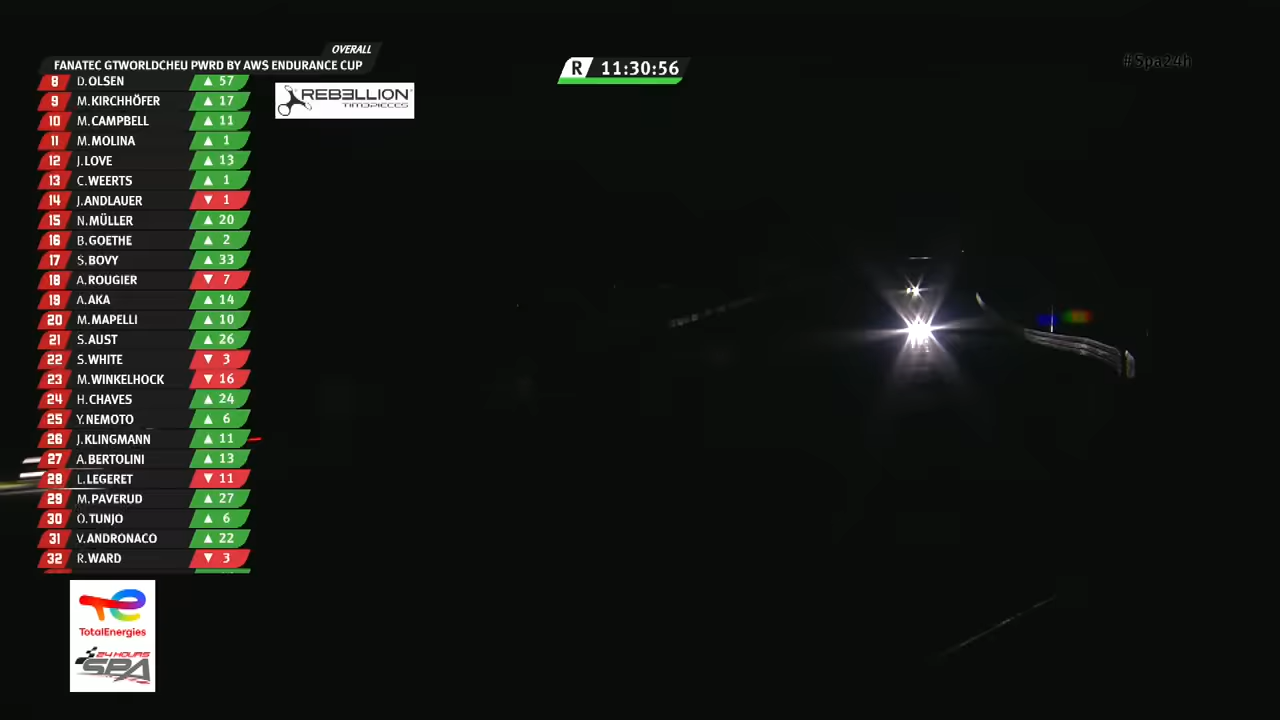 OVERALL
FANATEC GTWORLDCHEU PWRD BY AWS ENDURANCE CUP
R 11:30:56
#Spa24h
REBELLION
TIMEPIECES
8 D.OLSEN ▲ 57
9 M.KIRCHHÖFER ▲ 17
10 M.CAMPBELL ▲ 11
11 M.MOLINA ▲ 1
12 J.LOVE ▲ 13
13 C.WEERTS ▲ 1
14 J.ANDLAUER ▼ 1
15 N.MÜLLER ▲ 20
16 B.GOETHE ▲ 2
17 S.BOVY ▲ 33
18 A.ROUGIER ▼ 7
19 A.AKA ▲ 14
20 M.MAPELLI ▲ 10
21 S.AUST ▲ 26
22 S.WHITE ▼ 3
23 M.WINKELHOCK ▼ 16
24 H.CHAVES ▲ 24
25 Y.NEMOTO ▲ 6
26 J.KLINGMANN ▲ 11
27 A.BERTOLINI ▲ 13
28 L.LEGERET ▼ 11
29 M.PAVERUD ▲ 27
30 O.TUNJO ▲ 6
31 V.ANDRONACO ▲ 22
32 R.WARD ▼ 3
TotalEnergies
24 HOURS
SPA